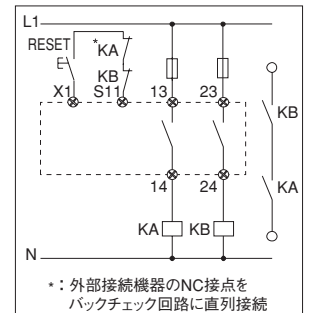 L1
RESET
*KA
KB
X1 S11 13 23
KB
14 24
KA KB
KA
N
*：外部接続機器のNC接点を
バックチェック回路に直列接続